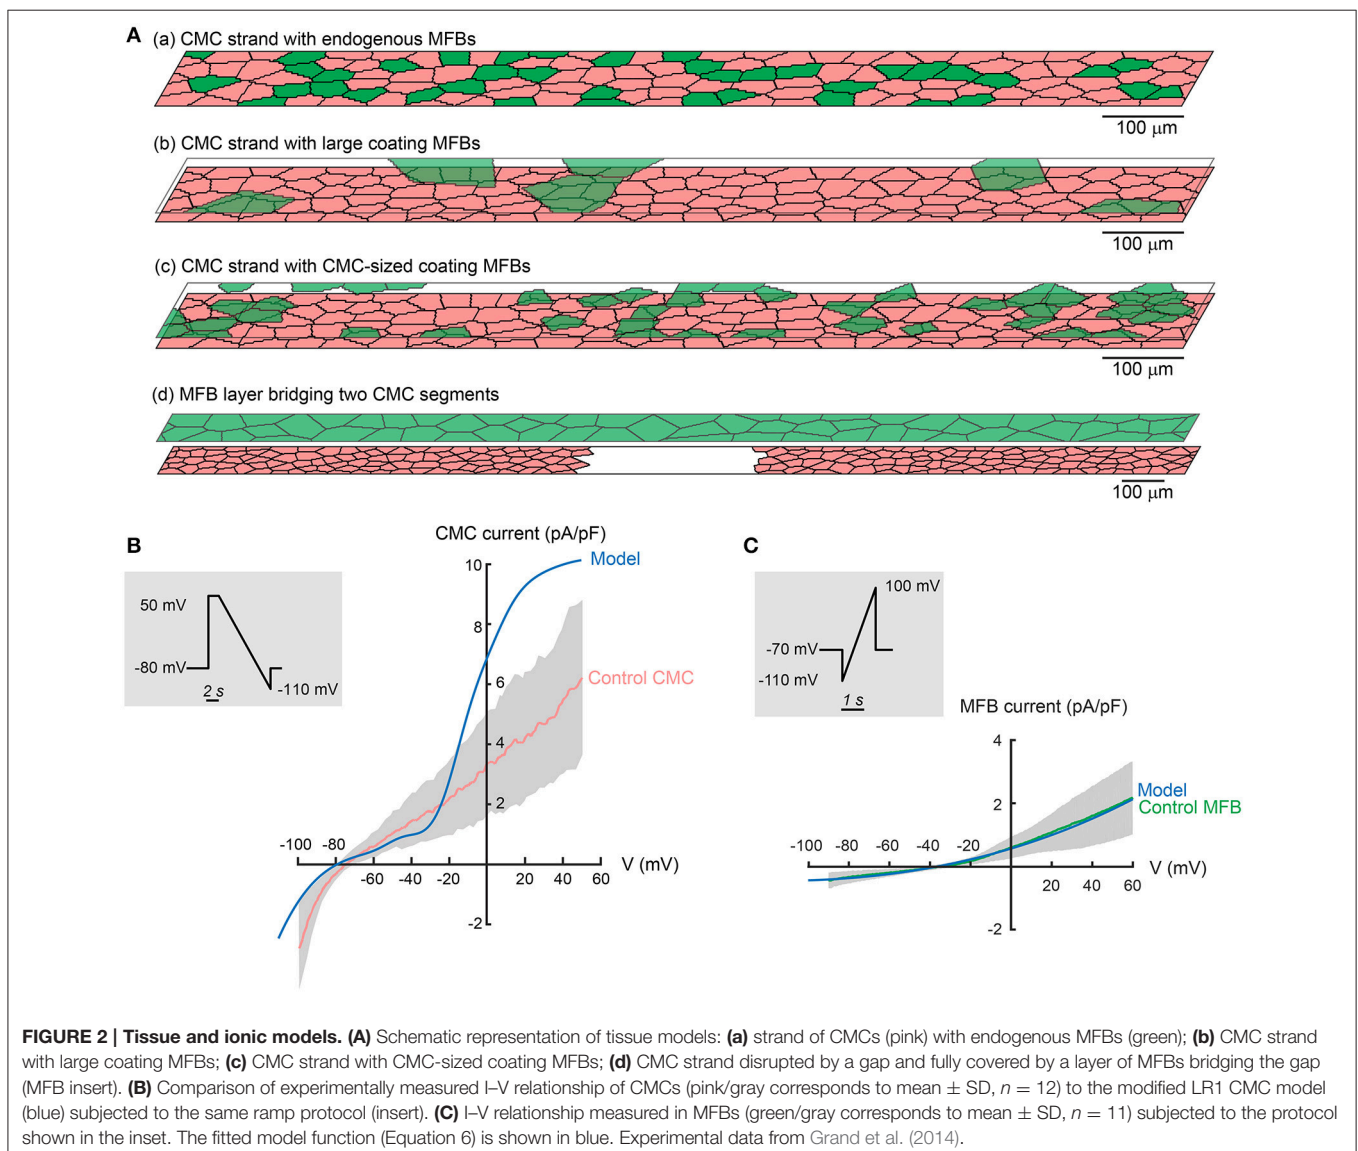 A
(a) CMC strand with endogenous MFBs
100 µm
(b) CMC strand with large coating MFBs
100 µm
(c) CMC strand with CMC-sized coating MFBs
100 µm
(d) MFB layer bridging two CMC segments
100 µm
B
50 mV
-80 mV
-110 mV
2 s
CMC current (pA/pF)
10
8
6
4
2
-2
-100
-80
-60
-40
-20
20
40
60
V (mV)
Model
Control CMC
C
100 mV
-70 mV
-110 mV
1 s
MFB current (pA/pF)
4
2
-2
-100
-80
-60
-40
-20
20
40
60
V (mV)
Model
Control MFB
FIGURE 2 | Tissue and ionic models. (A) Schematic representation of tissue models: (a) strand of CMCs (pink) with endogenous MFBs (green); (b) CMC strand
with large coating MFBs; (c) CMC strand with CMC-sized coating MFBs; (d) CMC strand disrupted by a gap and fully covered by a layer of MFBs bridging the gap
(MFB insert). (B) Comparison of experimentally measured I–V relationship of CMCs (pink/gray corresponds to mean ± SD, n = 12) to the modified LR1 CMC model
(blue) subjected to the same ramp protocol (insert). (C) I–V relationship measured in MFBs (green/gray corresponds to mean ± SD, n = 11) subjected to the protocol
shown in the inset. The fitted model function (Equation 6) is shown in blue. Experimental data from Grand et al. (2014).